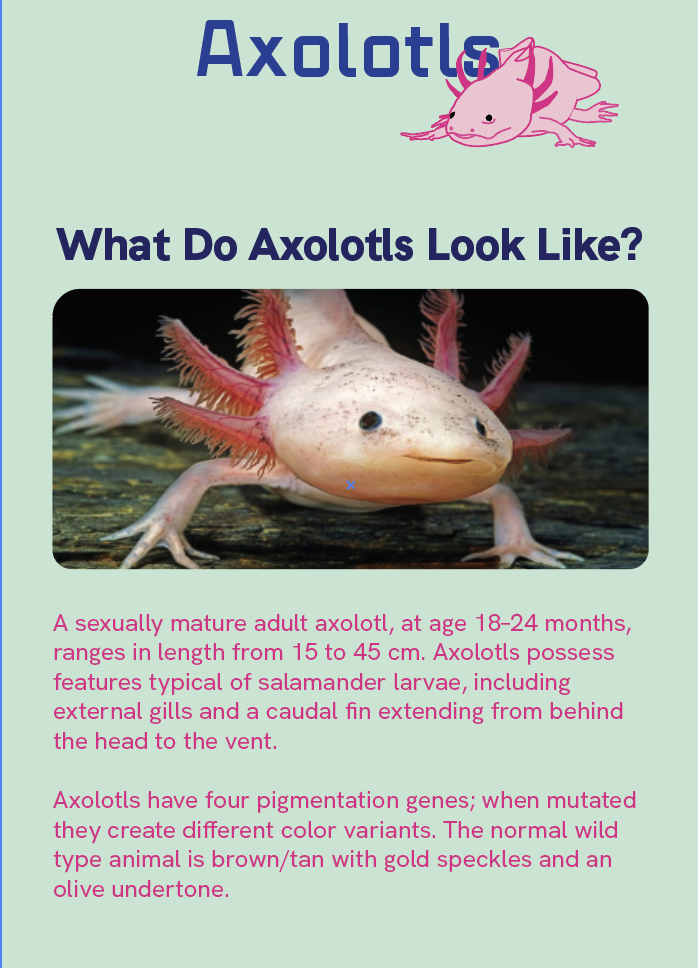 Axolotls
What Do Axolotls Look Like?
A sexually mature adult axolotl, at age 18–24 months,
ranges in length from 15 to 45 cm. Axolotls possess
features typical of salamander larvae, including
external gills and a caudal fin extending from behind
the head to the vent.
Axolotls have four pigmentation genes; when mutated
they create different color variants. The normal wild
type animal is brown/tan with gold speckles and an
olive undertone.